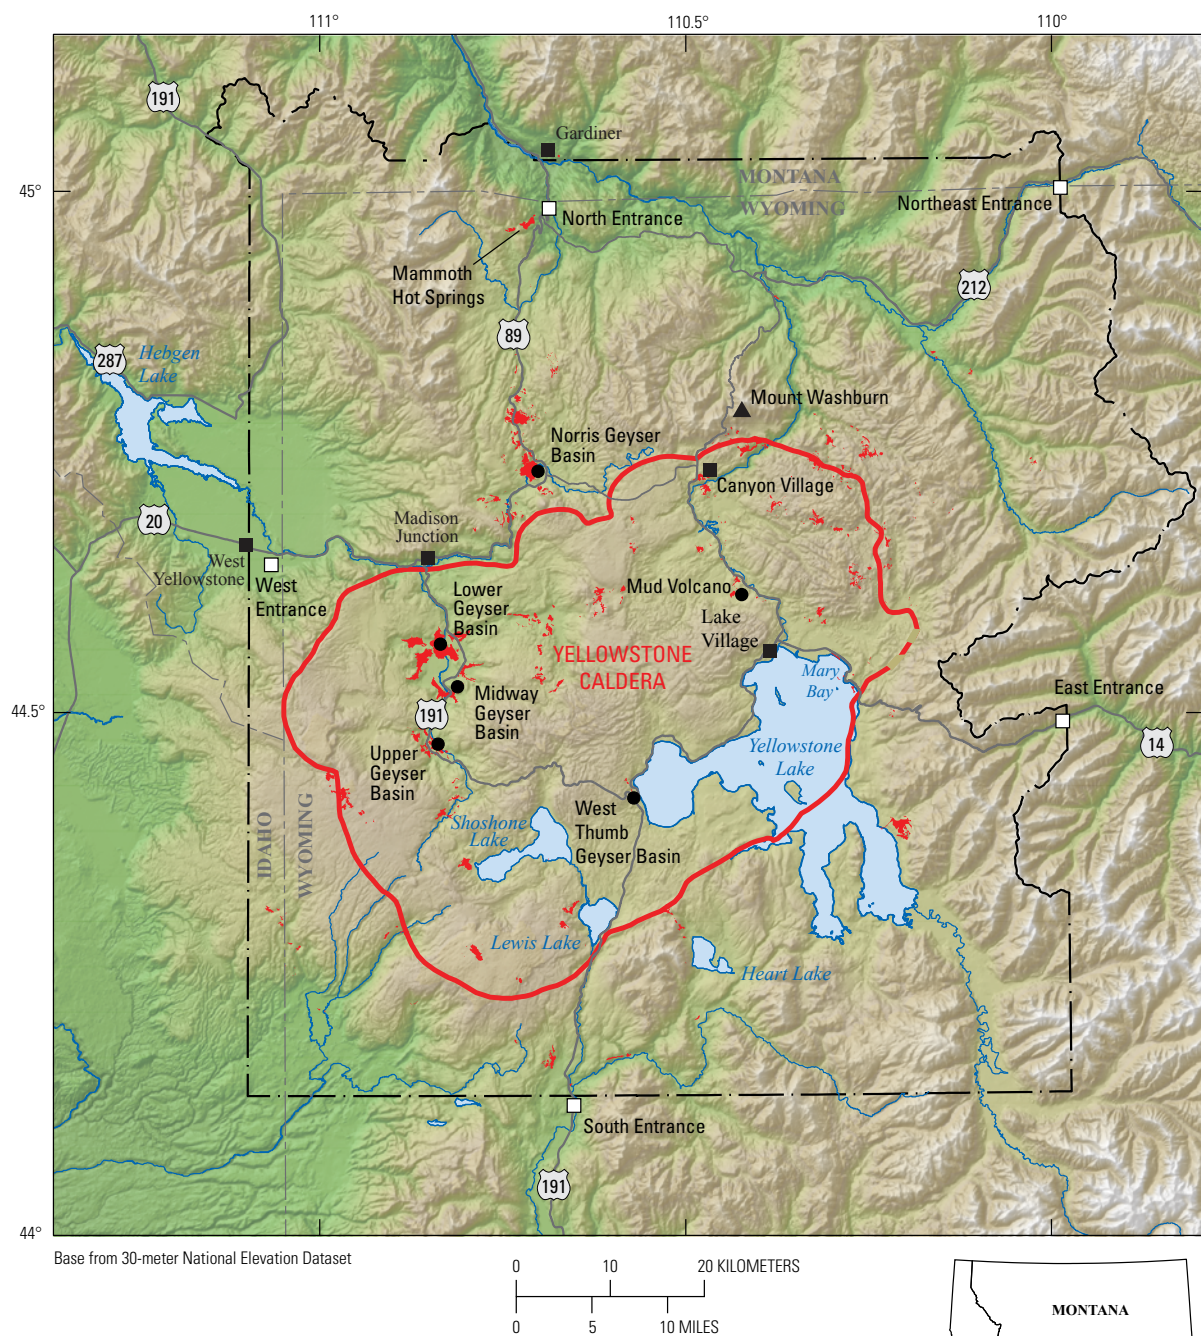 111°
110.5°
110°
191
Gardiner
45°
MONTANA
WYOMING
Northeast Entrance
North Entrance
Mammoth
Hot Springs
212
89
287
Hebgen
Lake
Mount Washburn
Norris Geyser
Basin
Canyon Village
20
Madison
Junction
West
Yellowstone
West
Entrance
Lower
Geyser
Basin
Mud Volcano
Lake
Village
YELLOWSTONE
CALDERA
Mary
Bay
East Entrance
44.5°
191
Midway
Geyser
Basin
14
Upper
Geyser
Basin
Yellowstone
Lake
IDAHO
WYOMING
Shoshone
Lake
West
Thumb
Geyser Basin
Lewis Lake
Heart Lake
South Entrance
191
44°
Base from 30-meter National Elevation Dataset
0 10 20 KILOMETERS
0 5 10 MILES
MONTANA